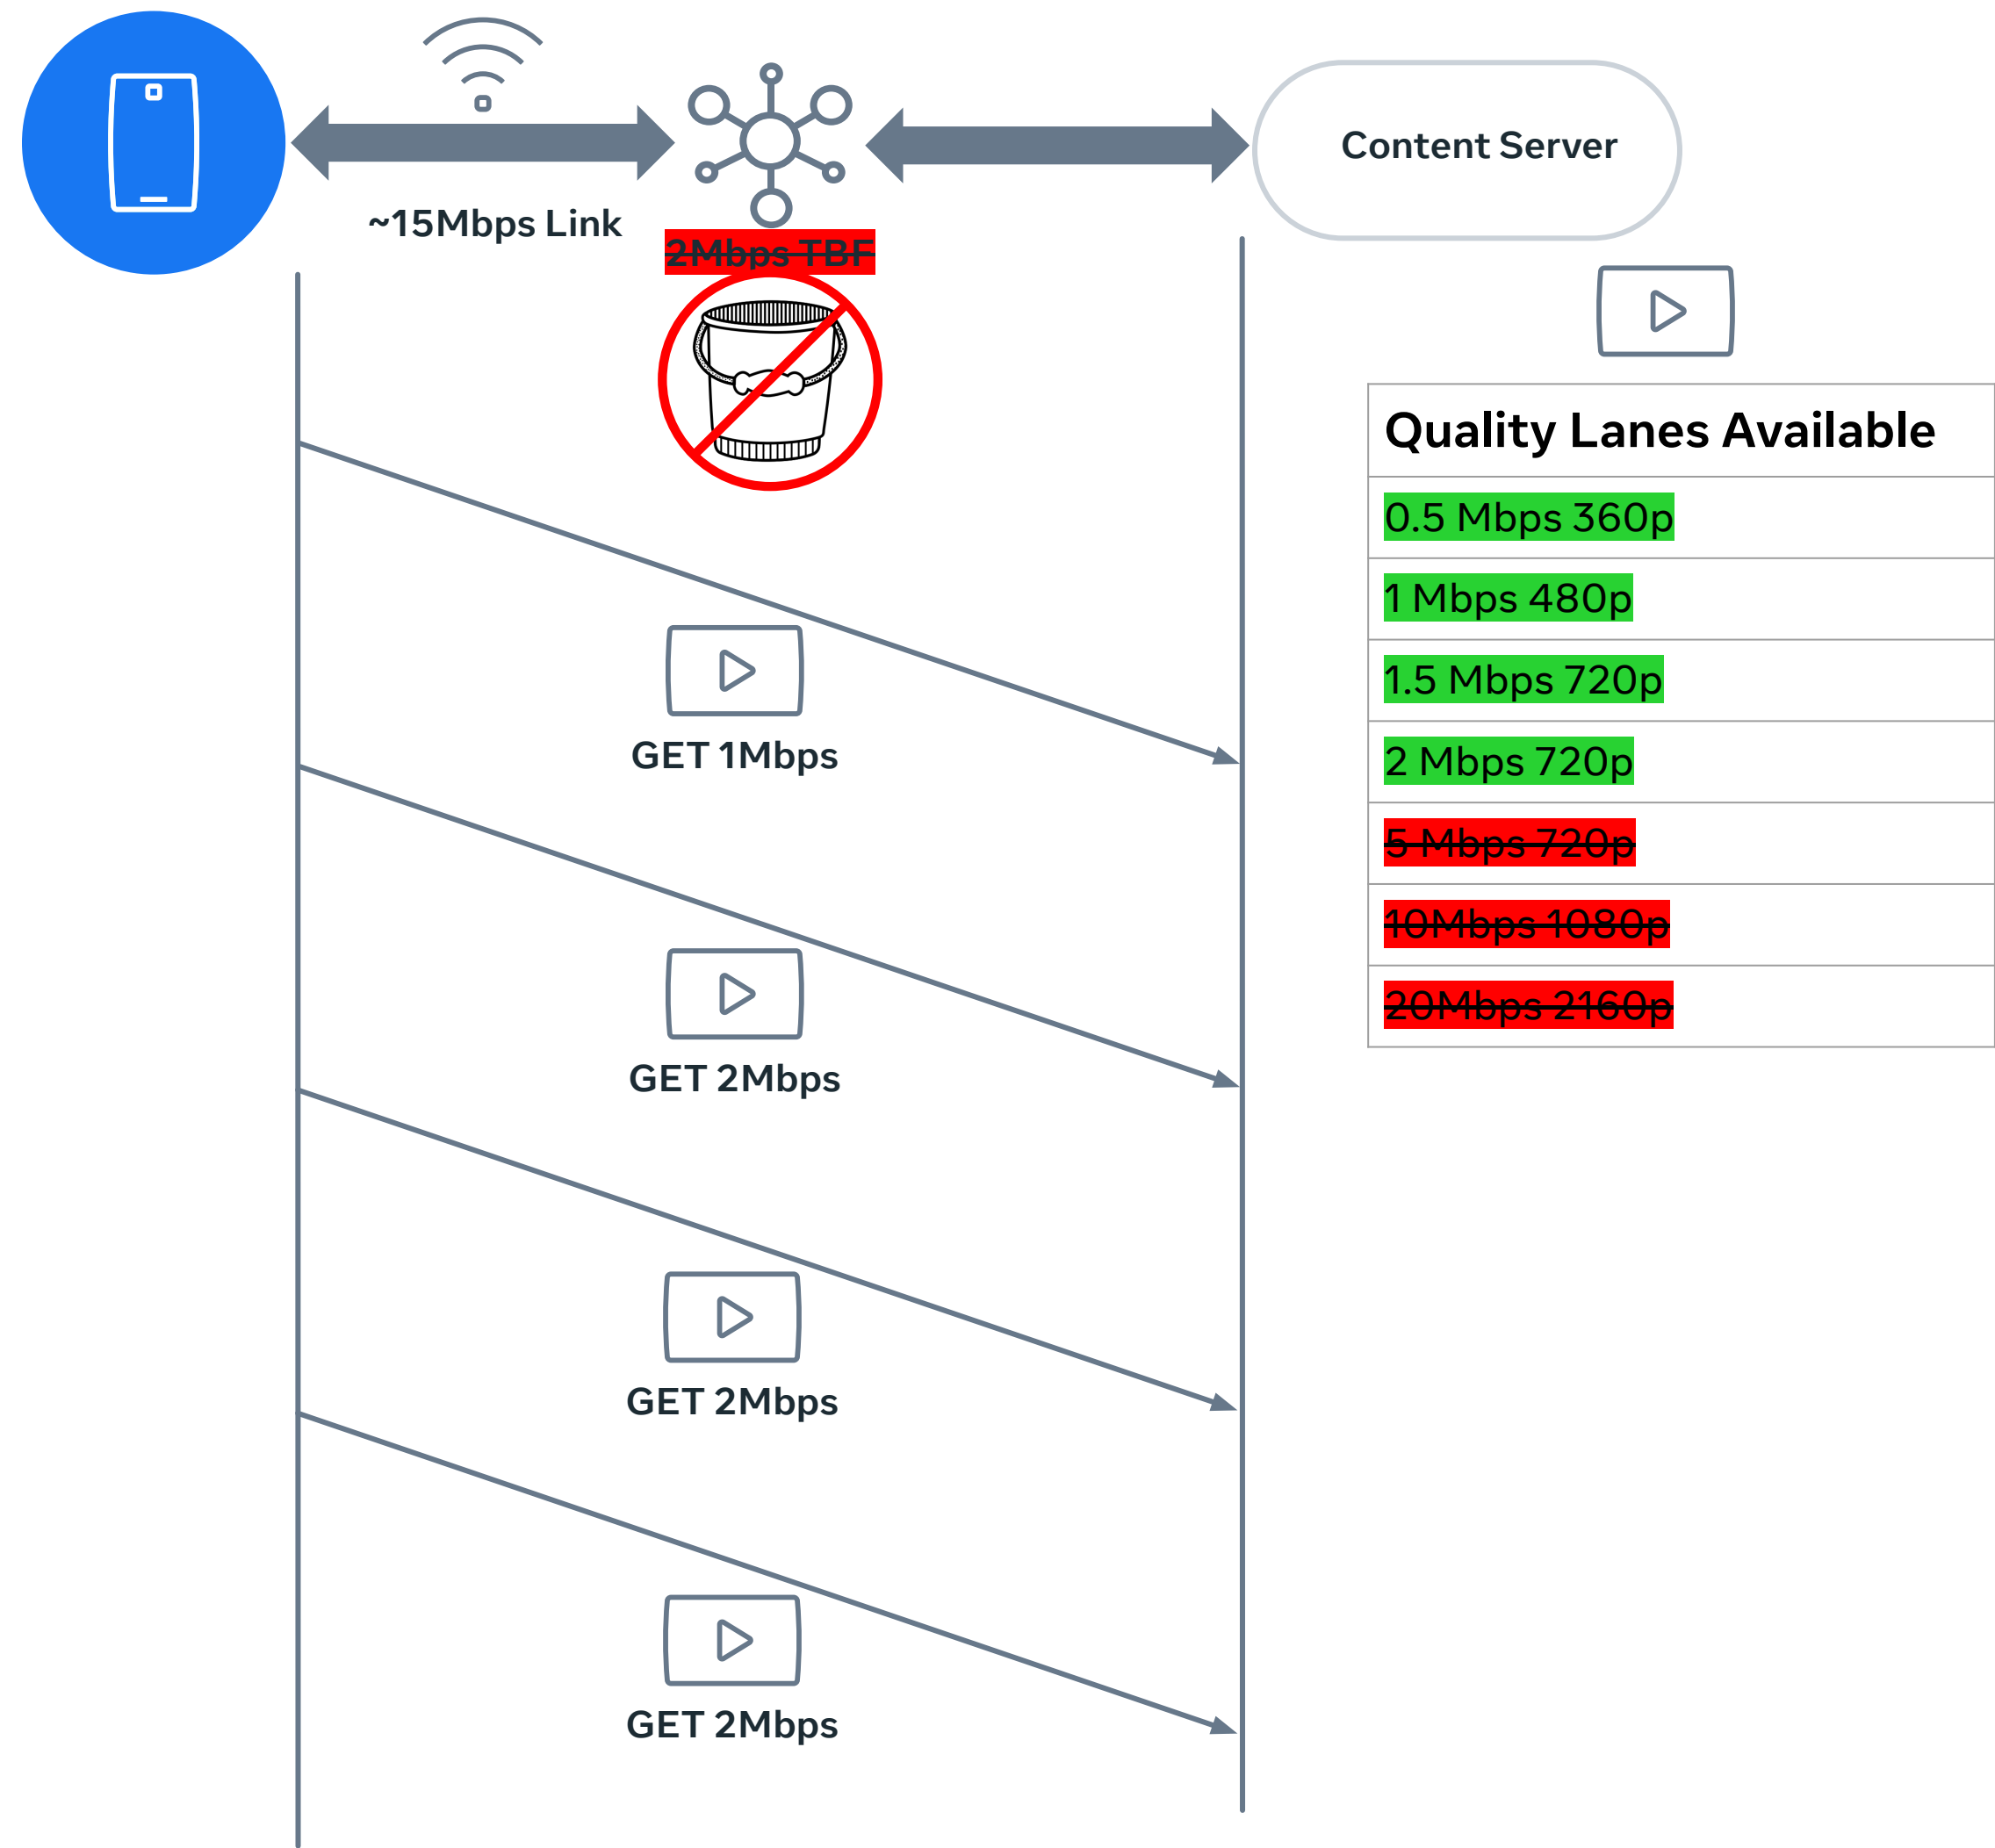 Content Server
~15Mbps Link
2Mbps TBF
Quality Lanes Available
0.5 Mbps 360p
1 Mbps 480p
1.5 Mbps 720p
2 Mbps 720p
5 Mbps 720p
10Mbps 1080p
20Mbps 2160p
GET 1Mbps
GET 2Mbps
GET 2Mbps
GET 2Mbps